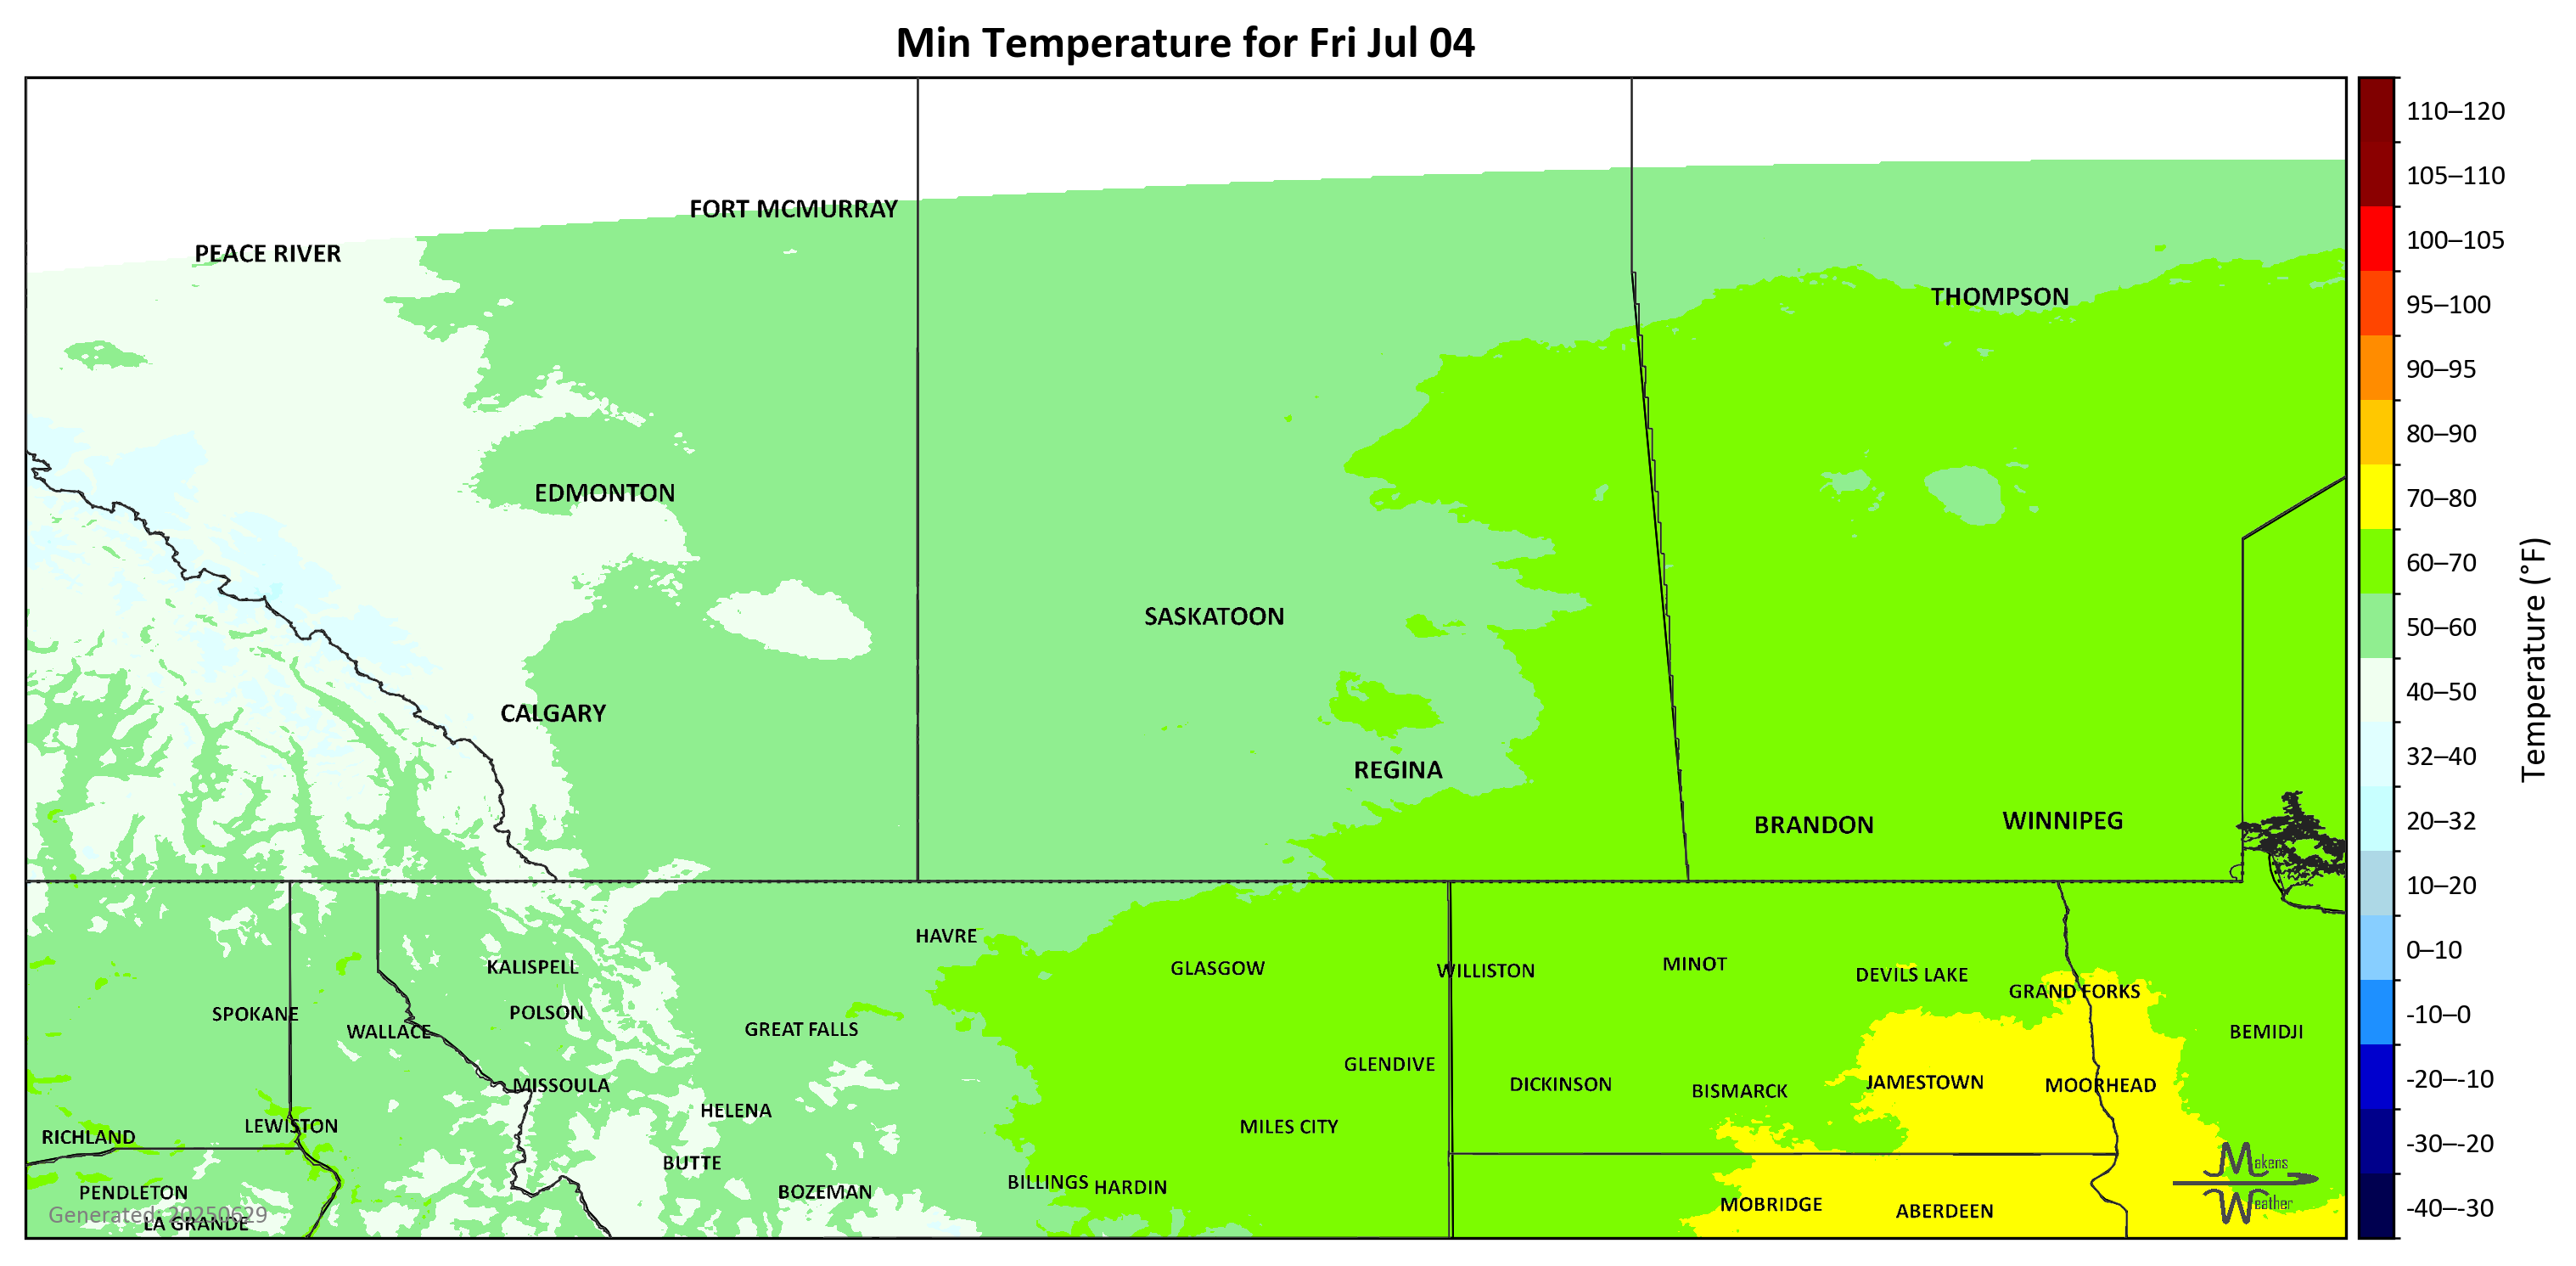 Min Temperature for Fri Jul 04
FORT MCMURRAY
PEACE RIVER
THOMPSON
EDMONTON
SASKATOON
CALGARY
REGINA
BRANDON
WINNIPEG
HAVRE
KALISPELL
GLASGOW
WILLISTON
MINOT
DEVILS LAKE
GRAND FORKS
SPOKANE
WALLACE
POLSON
GREAT FALLS
BEMIDJI
GLENDIVE
MISSOULA
DICKINSON
BISMARCK
JAMESTOWN
MOORHEAD
HELENA
LEWISTON
RICHLAND
MILES CITY
BUTTE
BILLINGS
HARDIN
BOZEMAN
PENDLETON
MOBRIDGE
ABERDEEN
LA GRANDE
Generated: 20250629
Makens
Weather
110–120
105–110
100–105
95–100
90–95
80–90
70–80
60–70
50–60
40–50
32–40
20–32
10–20
0–10
-10–0
-20–-10
-30–-20
-40–-30
Temperature (°F)